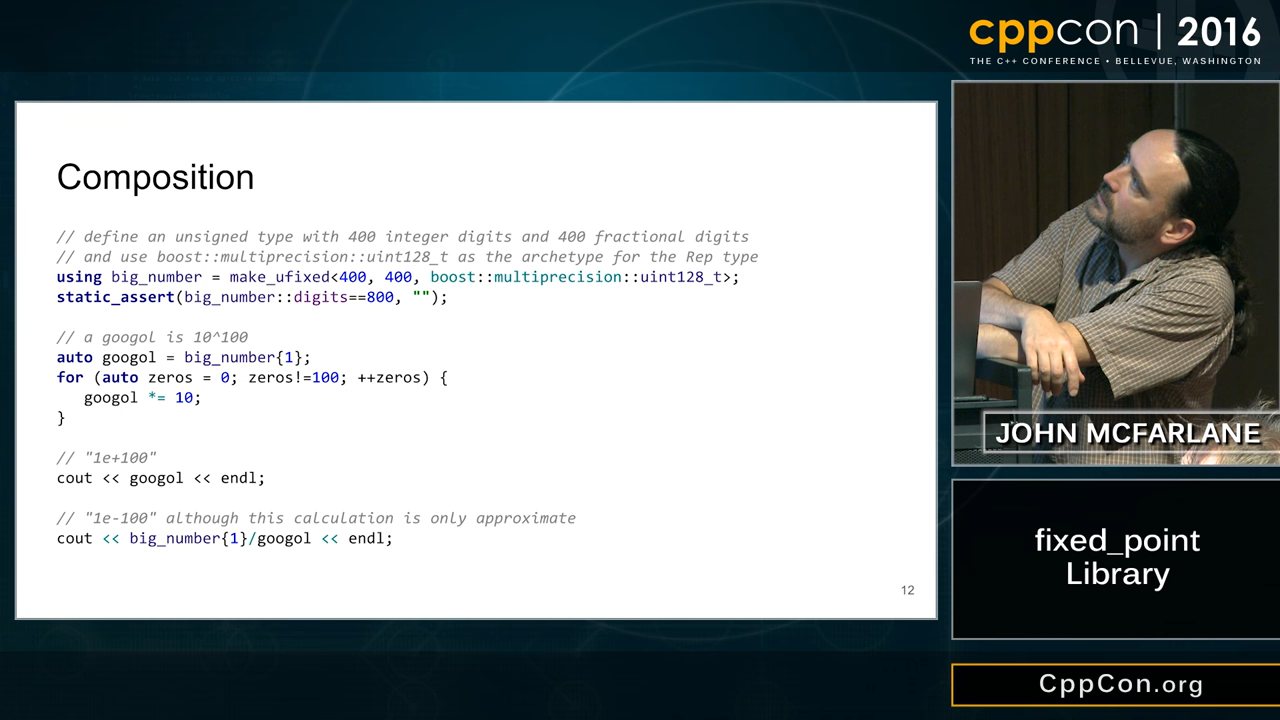 cppcon | 2016
THE C++ CONFERENCE • BELLEVUE, WASHINGTON
Composition
// define an unsigned type with 400 integer digits and 400 fractional digits
// and use boost::multiprecision::uint128_t as the archetype for the Rep type
using big_number = make_ufixed<400, 400, boost::multiprecision::uint128_t>;
static_assert(big_number::digits==800, "");
// a googol is 10^100
auto googol = big_number{1};
for (auto zeros = 0; zeros!=100; ++zeros) {
googol *= 10;
}
// "1e+100"
cout << googol << endl;
// "1e-100" although this calculation is only approximate
cout << big_number{1}/googol << endl;
12
JOHN MCFARLANE
fixed_point
Library
CppCon.org